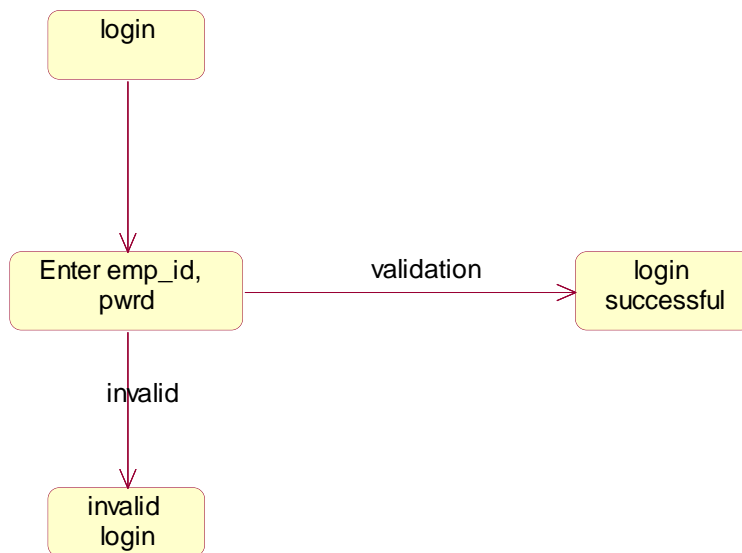 login
Enter emp_id,
pwrd
validation
login
successful
invalid
invalid
login